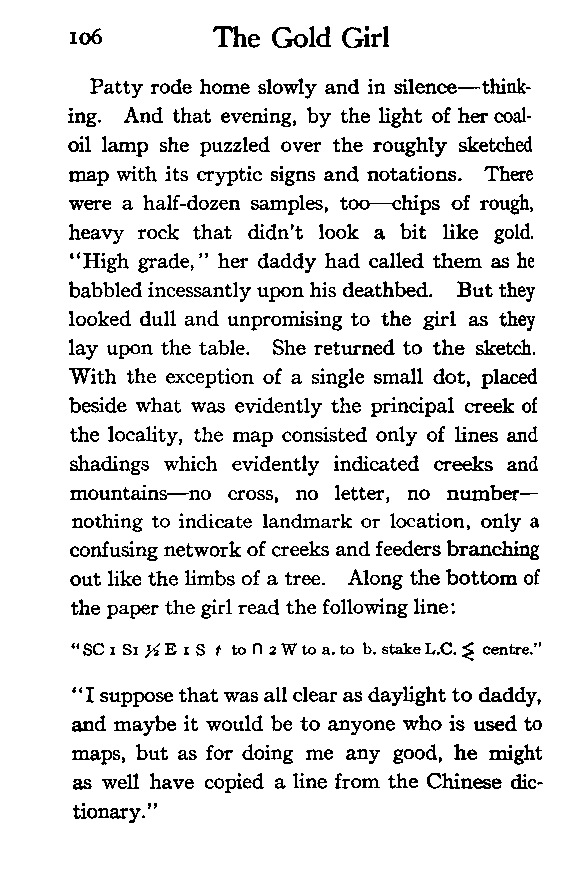 106 The Gold Girl
Patty rode home slowly and in silence—think-
ing. And that evening, by the light of her coal-
oil lamp she puzzled over the roughly sketched
map with its cryptic signs and notations. There
were a half-dozen samples, too—chips of rough,
heavy rock that didn't look a bit like gold.
"High grade," her daddy had called them as he
babbled incessantly upon his deathbed. But they
looked dull and unpromising to the girl as they
lay upon the table. She returned to the sketch.
With the exception of a single small dot, placed
beside what was evidently the principal creek of
the locality, the map consisted only of lines and
shadings which evidently indicated creeks and
mountains—no cross, no letter, no number—
nothing to indicate landmark or location, only a
confusing network of creeks and feeders branching
out like the limbs of a tree. Along the bottom of
the paper the girl read the following line:
"SC 1 S1 ½ E 1 S t to ∩ 2 W to a. to b. stake L.C. ≶ centre."
"I suppose that was all clear as daylight to daddy,
and maybe it would be to anyone who is used to
maps, but as for doing me any good, he might
as well have copied a line from the Chinese dic-
tionary."